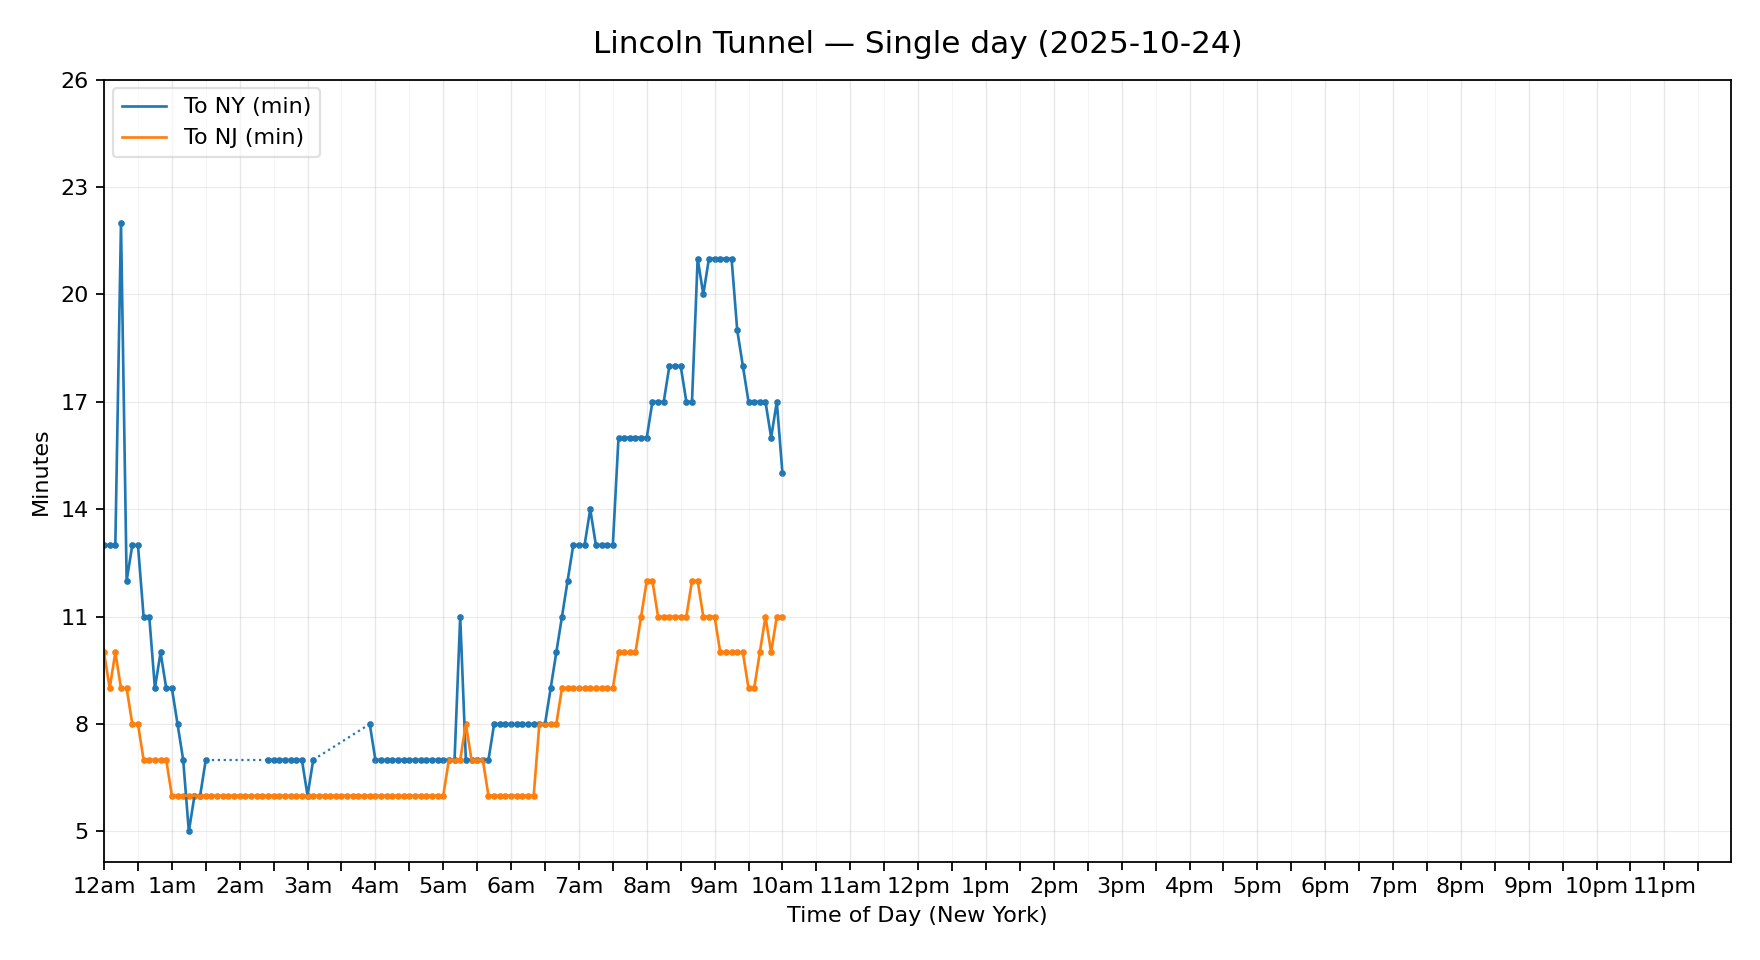 Lincoln Tunnel — Single day (2025-10-24)
To NY (min)
To NJ (min)
26
23
20
17
14
11
8
5
Minutes
12am 1am 2am 3am 4am 5am 6am 7am 8am 9am 10am 11am 12pm 1pm 2pm 3pm 4pm 5pm 6pm 7pm 8pm 9pm 10pm 11pm
Time of Day (New York)